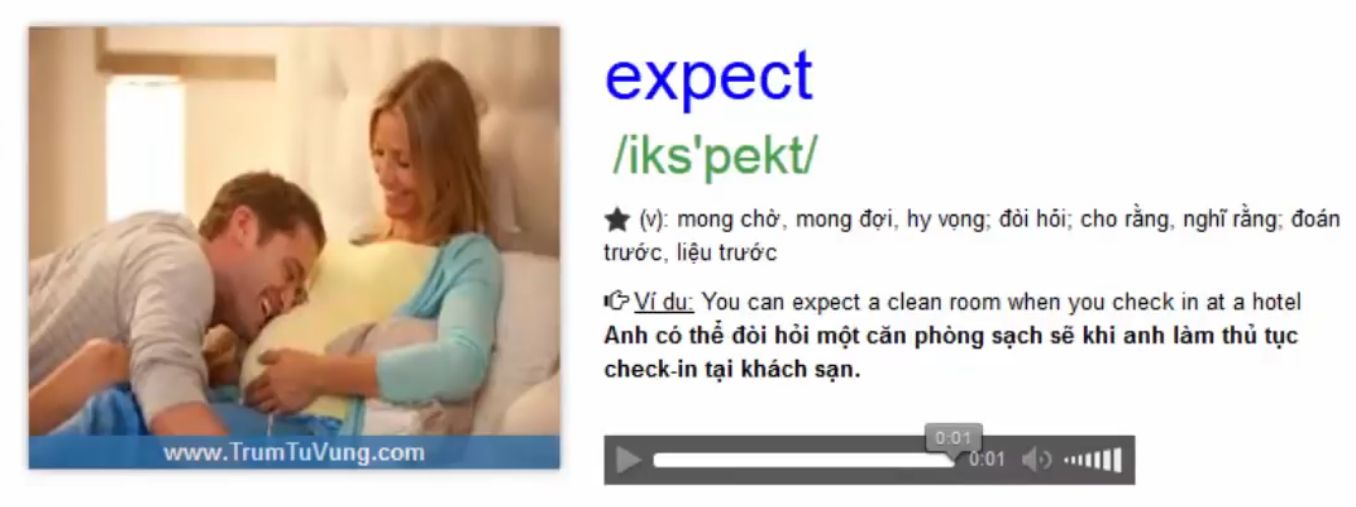 expect
/iks'pekt/
★ (v): mong chờ, mong đợi, hy vọng; đòi hỏi; cho rằng, nghĩ rằng; đoán
trước, liệu trước
Ví dụ: You can expect a clean room when you check in at a hotel
Anh có thể đòi hỏi một căn phòng sạch sẽ khi anh làm thủ tục
check-in tại khách sạn.
www.TrumTuVung.com
0:01
0:01